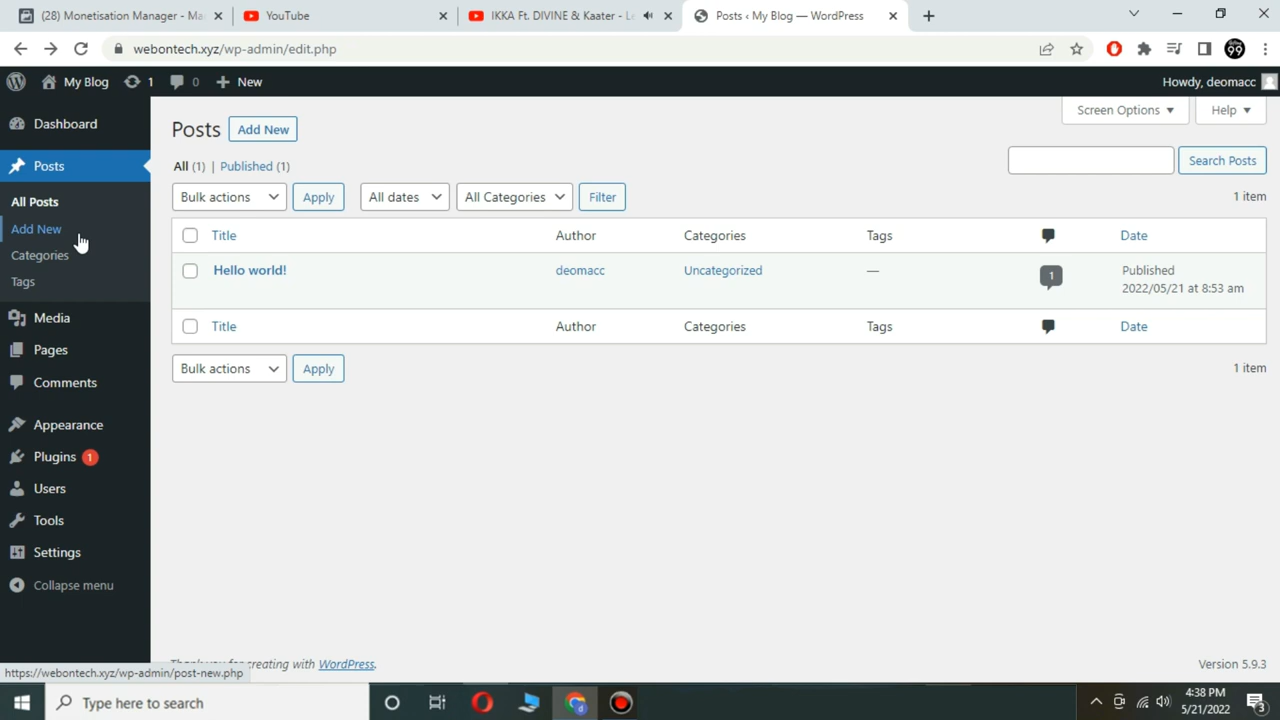 (28) Monetisation Manager - Ma
YouTube
IKKA Ft. DIVINE & Kaater - L
Posts ‹ My Blog — WordPress
webontech.xyz/wp-admin/edit.php
99
My Blog
1
0
New
Howdy, deomacc
Screen Options
Help
Dashboard
Posts
All Posts
Add New
Categories
Tags
Media
Pages
Comments
Appearance
Plugins 1
Users
Tools
Settings
Collapse menu
Posts Add New
All (1) | Published (1)
Search Posts
Bulk actions Apply All dates All Categories Filter
1 item
Title Author Categories Tags Date
Hello world! deomacc Uncategorized — 1 Published
2022/05/21 at 8:53 am
Title Author Categories Tags Date
Bulk actions Apply
1 item
Thank you for creating with WordPress.
Version 5.9.3
https://webontech.xyz/wp-admin/post-new.php
Type here to search
4:38 PM
5/21/2022
3